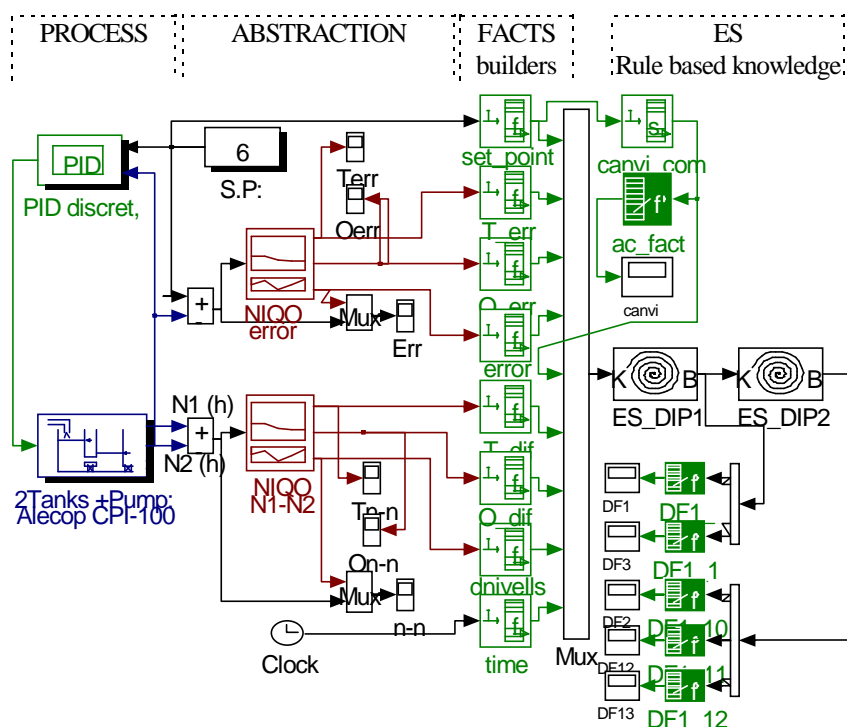 PROCESS
ABSTRACTION
FACTS
builders
ES
Rule based knowledge
PID
PID discret,
6
S.P:
Terr
Oerr
NIQO
error
Mux
Err
set_point
T_err
O_err
error
canvi_com
ac_fact
canvi
K B
ES_DIP1
K B
ES_DIP2
N1 (h)
N2 (h)
2Tanks +Pump:
Alecop CPI-100
NIQO
N1-N2
Tn-n
On-n
Mux
n-n
Clock
T_dif
O_dif
dnivells
time
Mux
DF1
DF1
DF3
DF1_1
DF2
DF1_10
DF12
DF13
DF1_12